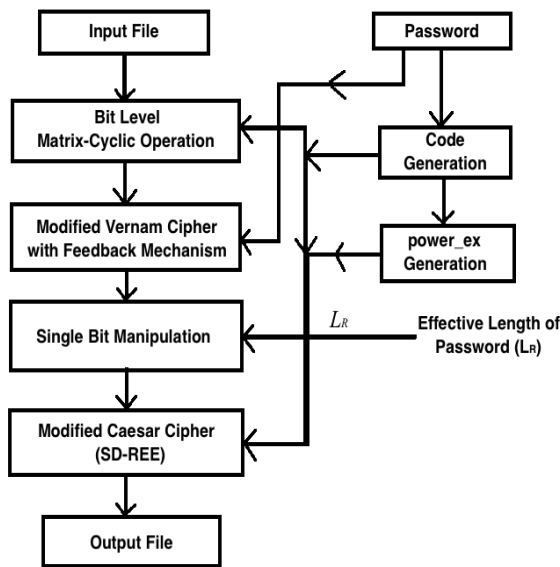 Input File
Password
Bit Level
Matrix-Cyclic Operation
Code
Generation
Modified Vernam Cipher
with Feedback Mechanism
power_ex
Generation
Single Bit Manipulation
LR
Effective Length of
Password (LR)
Modified Caesar Cipher
(SD-REE)
Output File